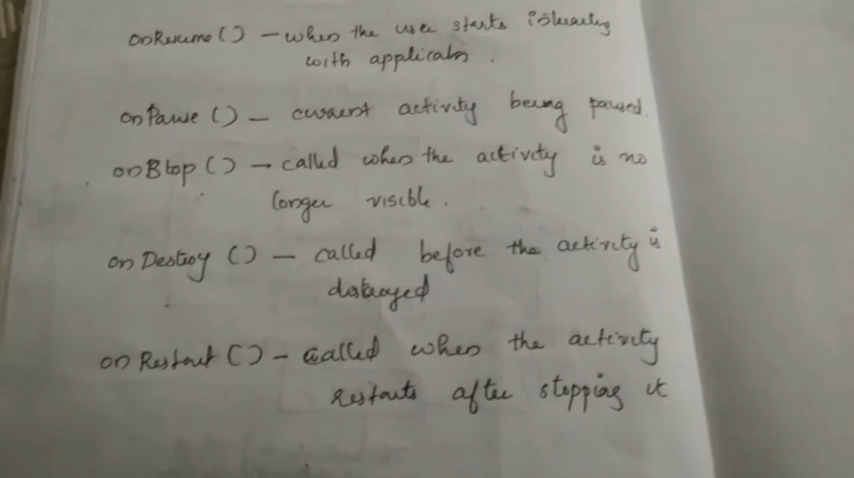 onResume() - when the user starts
with application.
onPause () - current activity being paused.
onStop () - called when the activity is no
longer visible.
on Destroy () - called before the activity is
destroyed
on Restart () - called when the activity
restarts after stopping it